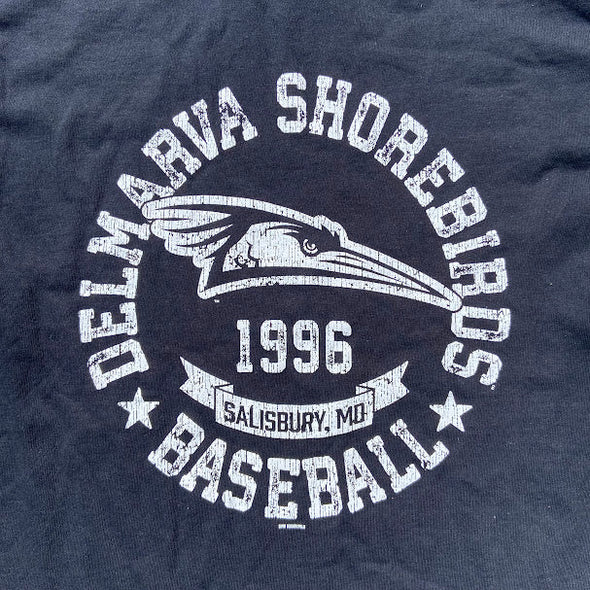 DELMARVA SHOREBIRDS
1996
SALISBURY, MD
BASEBALL